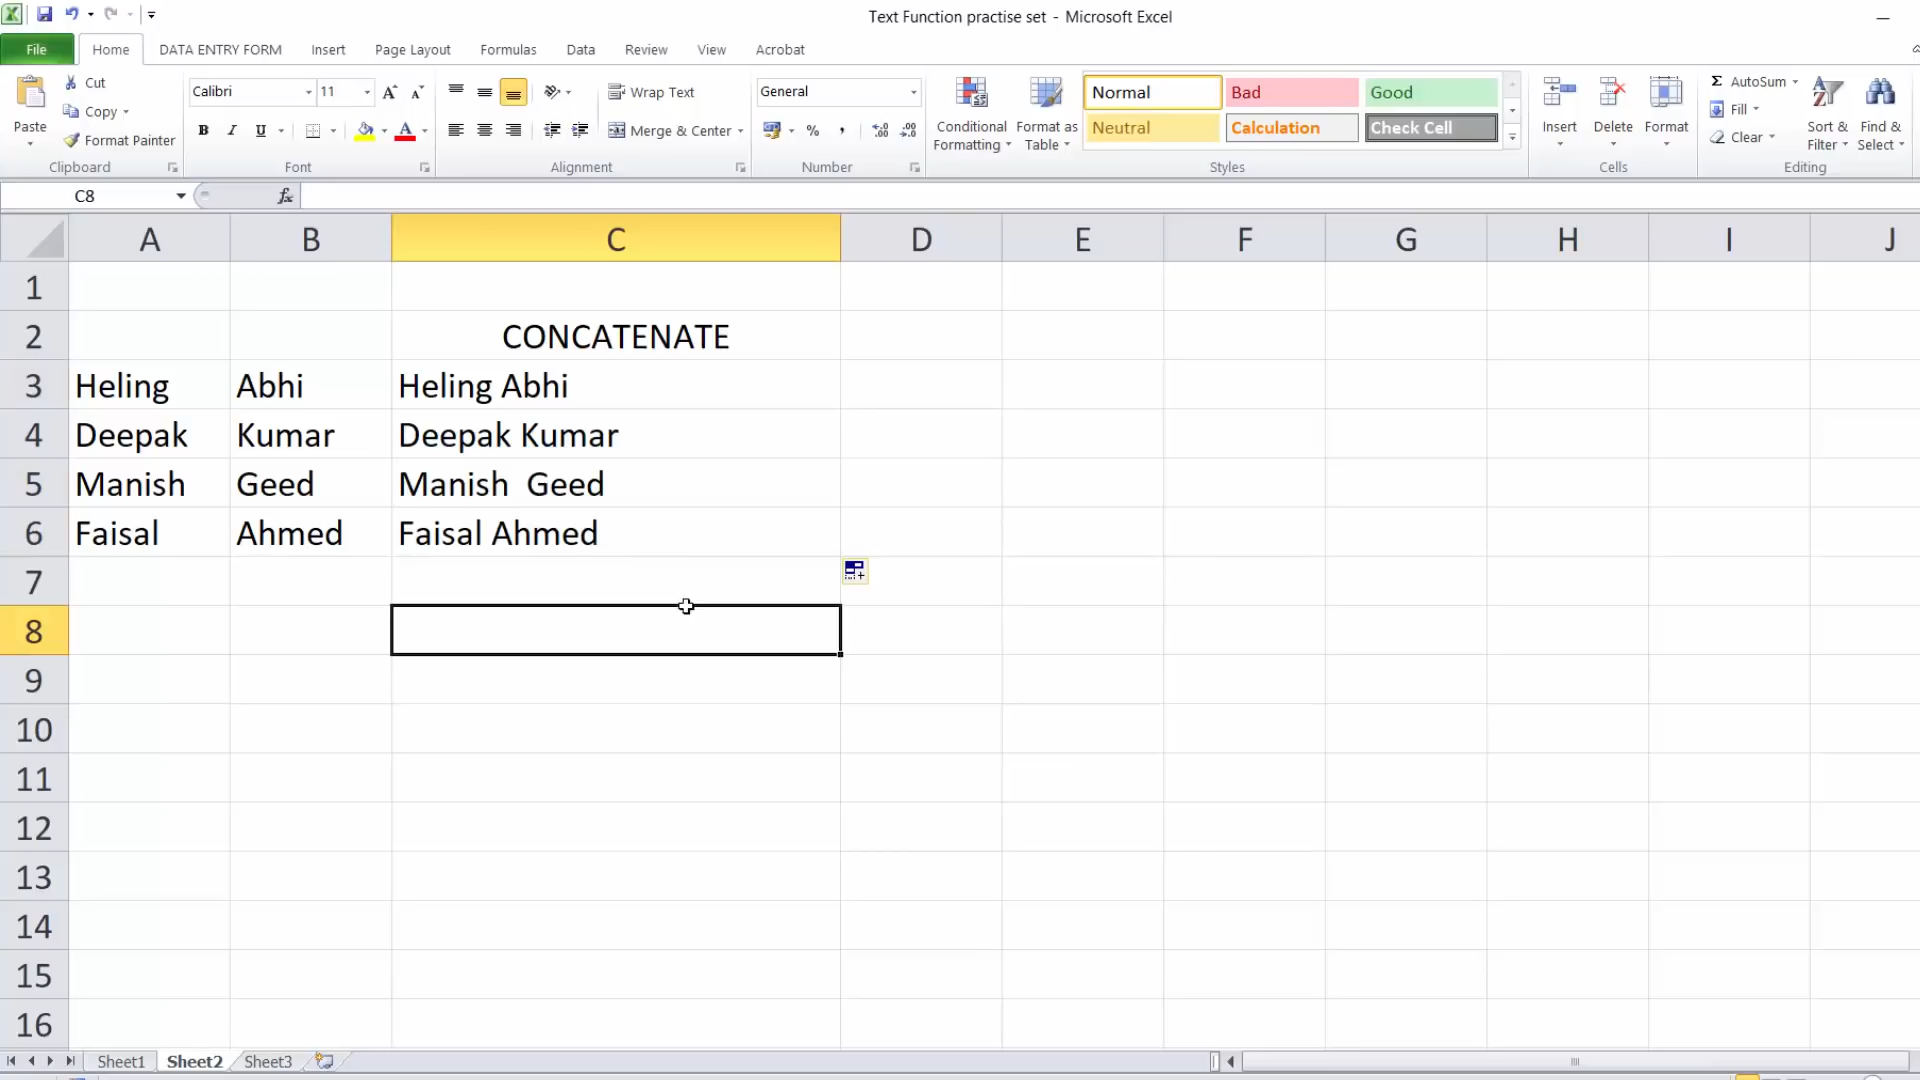 Text Function practise set - Microsoft Excel
File Home DATA ENTRY FORM Insert Page Layout Formulas Data Review View Acrobat
Paste
Cut
Copy
Format Painter
Clipboard
Calibri 11
B I U A
Font
Wrap Text
Merge & Center
Alignment
General
% ,
Number
Conditional Formatting
Format as Table
Normal Bad Good
Neutral Calculation Check Cell
Styles
Insert Delete Format
Cells
Σ AutoSum
Fill
Clear
Sort & Filter
Find & Select
Editing
C8 fx
A B C D E F G H I J
1
2 CONCATENATE
3 Heling Abhi Heling Abhi
4 Deepak Kumar Deepak Kumar
5 Manish Geed Manish  Geed
6 Faisal Ahmed Faisal Ahmed
7
8
9
10
11
12
13
14
15
16
Sheet1 Sheet2 Sheet3